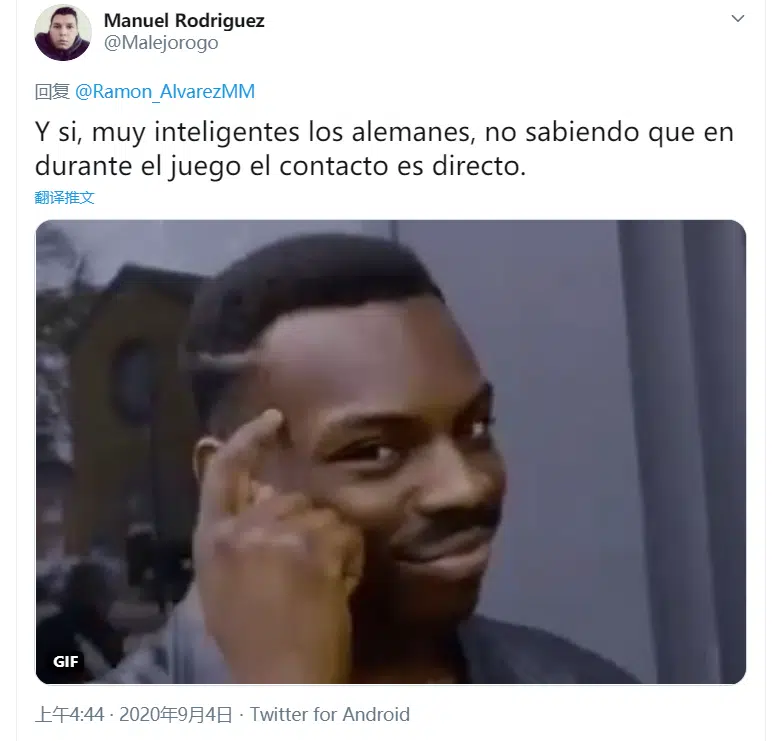 Manuel Rodriguez
@Malejorogo
回复 @Ramon_AlvarezMM
Y si, muy inteligentes los alemanes, no sabiendo que en
durante el juego el contacto es directo.
翻译推文
GIF
上午4:44 · 2020年9月4日 · Twitter for Android